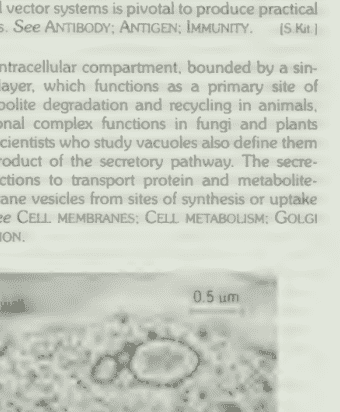 vector systems is pivotal to produce practical
s. See ANTIBODY; ANTIGEN; IMMUNITY. [S.Kit.]
ntracellular compartment, bounded by a sin-
layer, which functions as a primary site of
bolite degradation and recycling in animals,
onal complex functions in fungi and plants
cientists who study vacuoles also define them
roduct of the secretory pathway. The secre-
ctions to transport protein and metabolite-
ane vesicles from sites of synthesis or uptake
ee CELL MEMBRANES; CELL METABOLISM; GOLGI
ION.
0.5 um